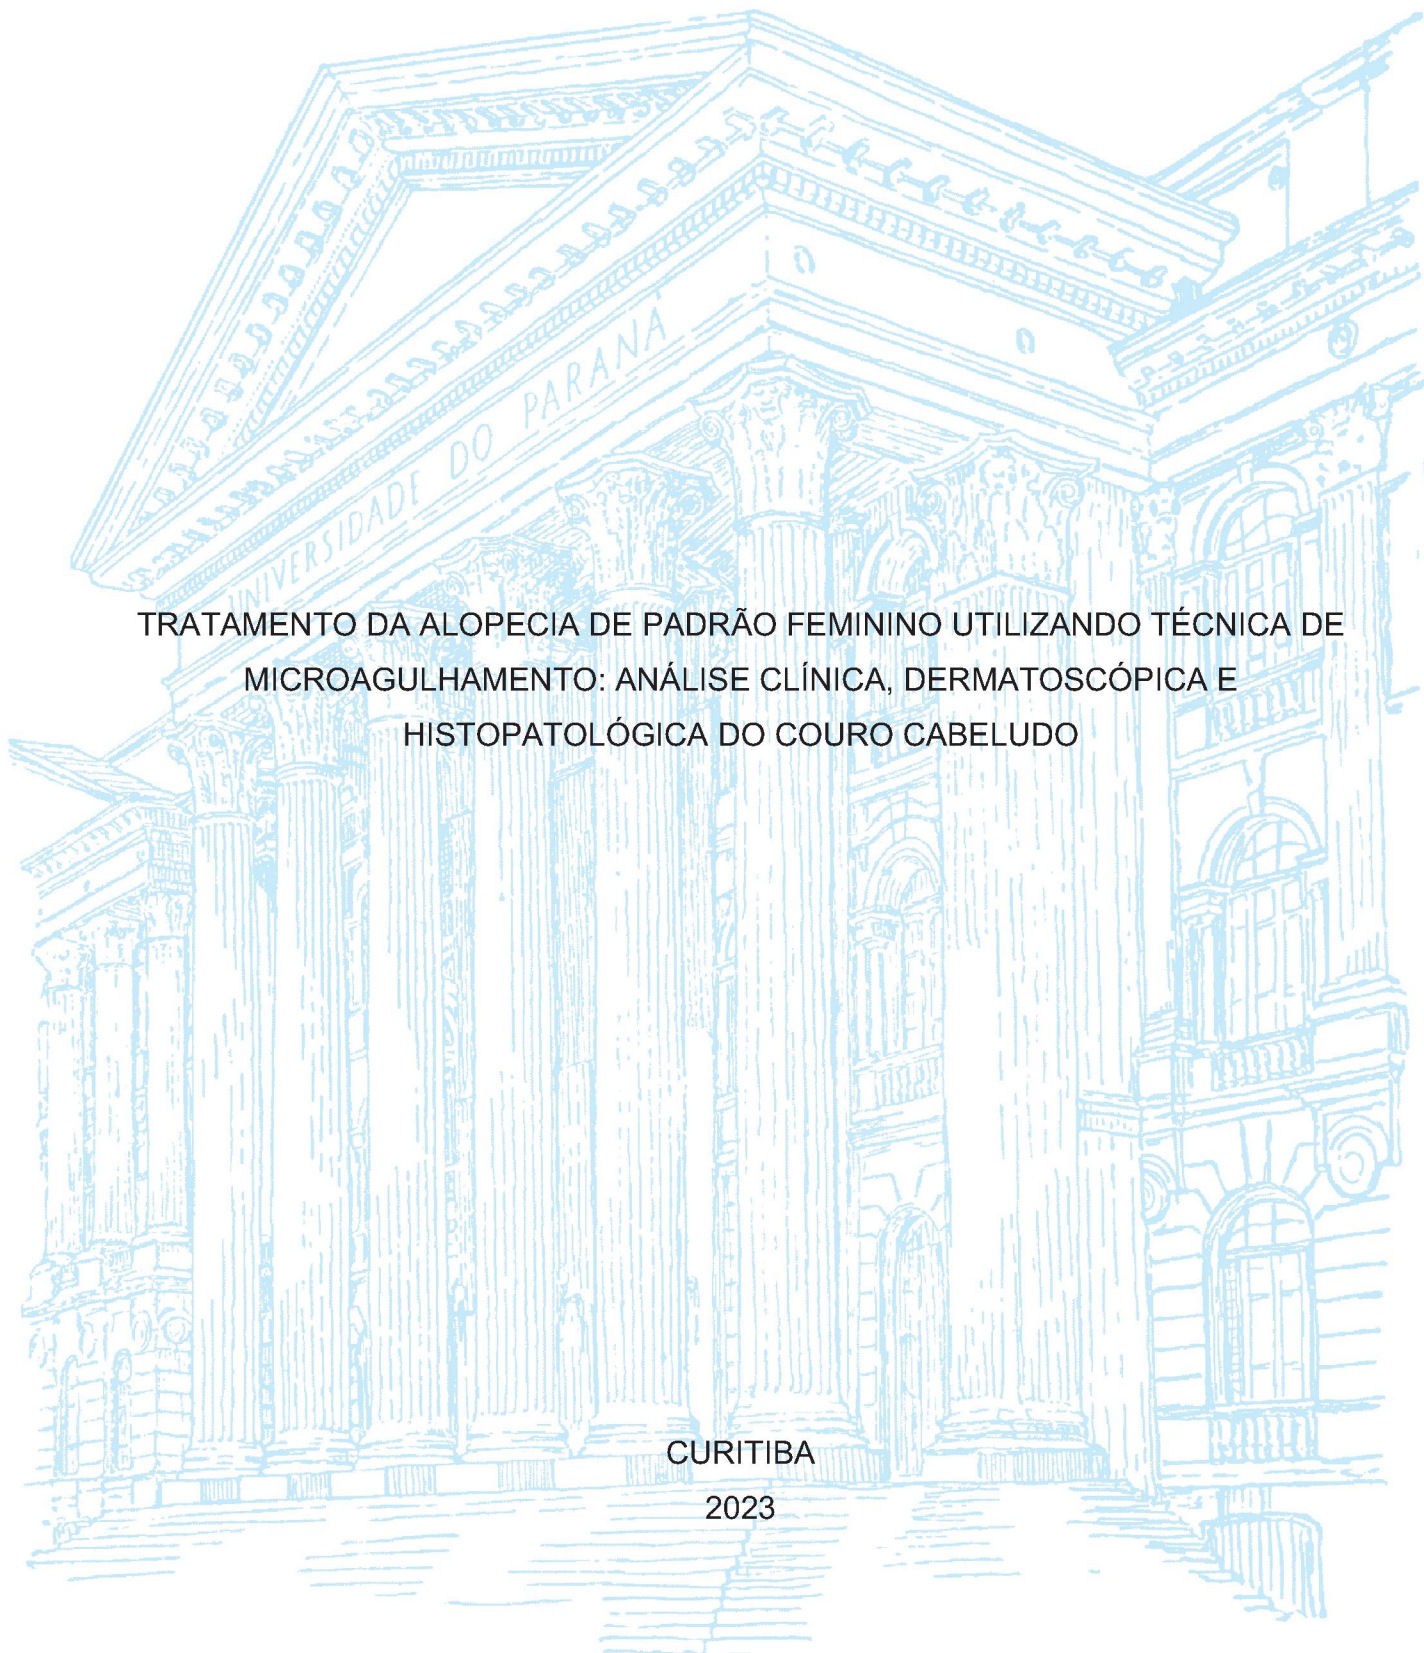 UNIVERSIDADE DO PARANÁ
TRATAMENTO DA ALOPECIA DE PADRÃO FEMININO UTILIZANDO TÉCNICA DE
MICROAGULHAMENTO: ANÁLISE CLÍNICA, DERMATOSCÓPICA E
HISTOPATOLÓGICA DO COURO CABELUDO
CURITIBA
2023